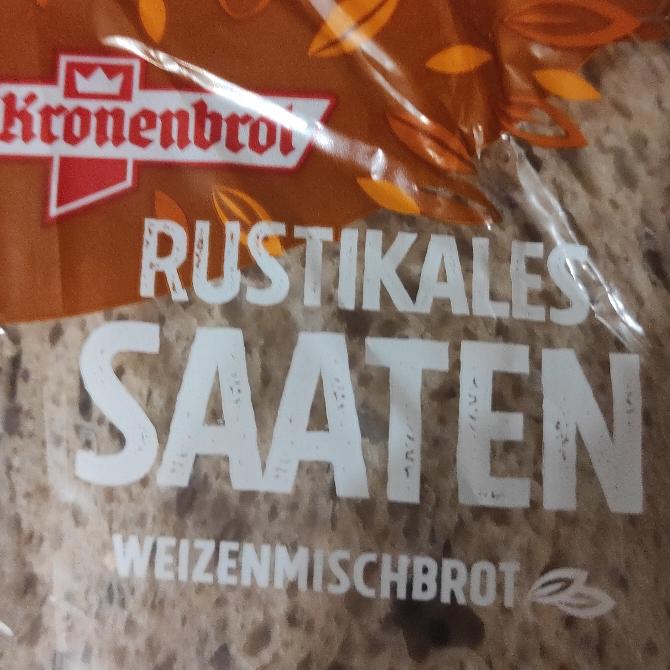 Kronenbrot
RUSTIKALES
SAATEN
WEIZENMISCHBROT